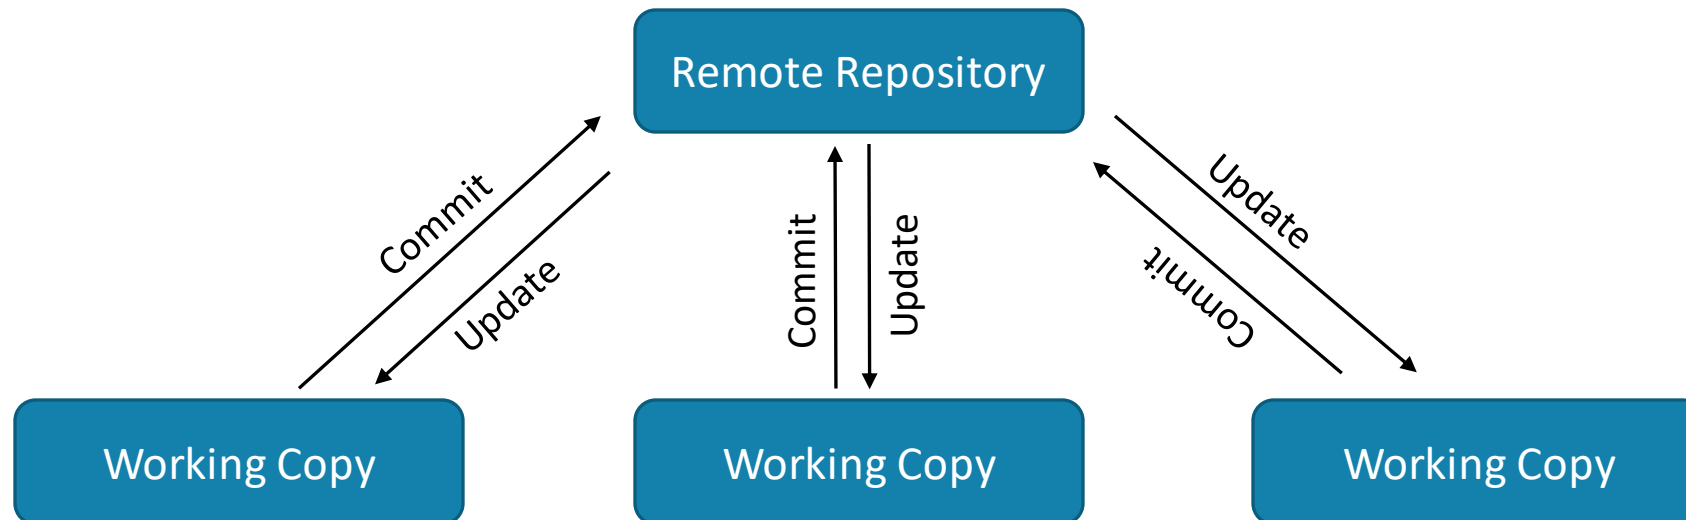 Remote Repository
Commit
Update
Commit
Update
Update
Commit
Working Copy
Working Copy
Working Copy